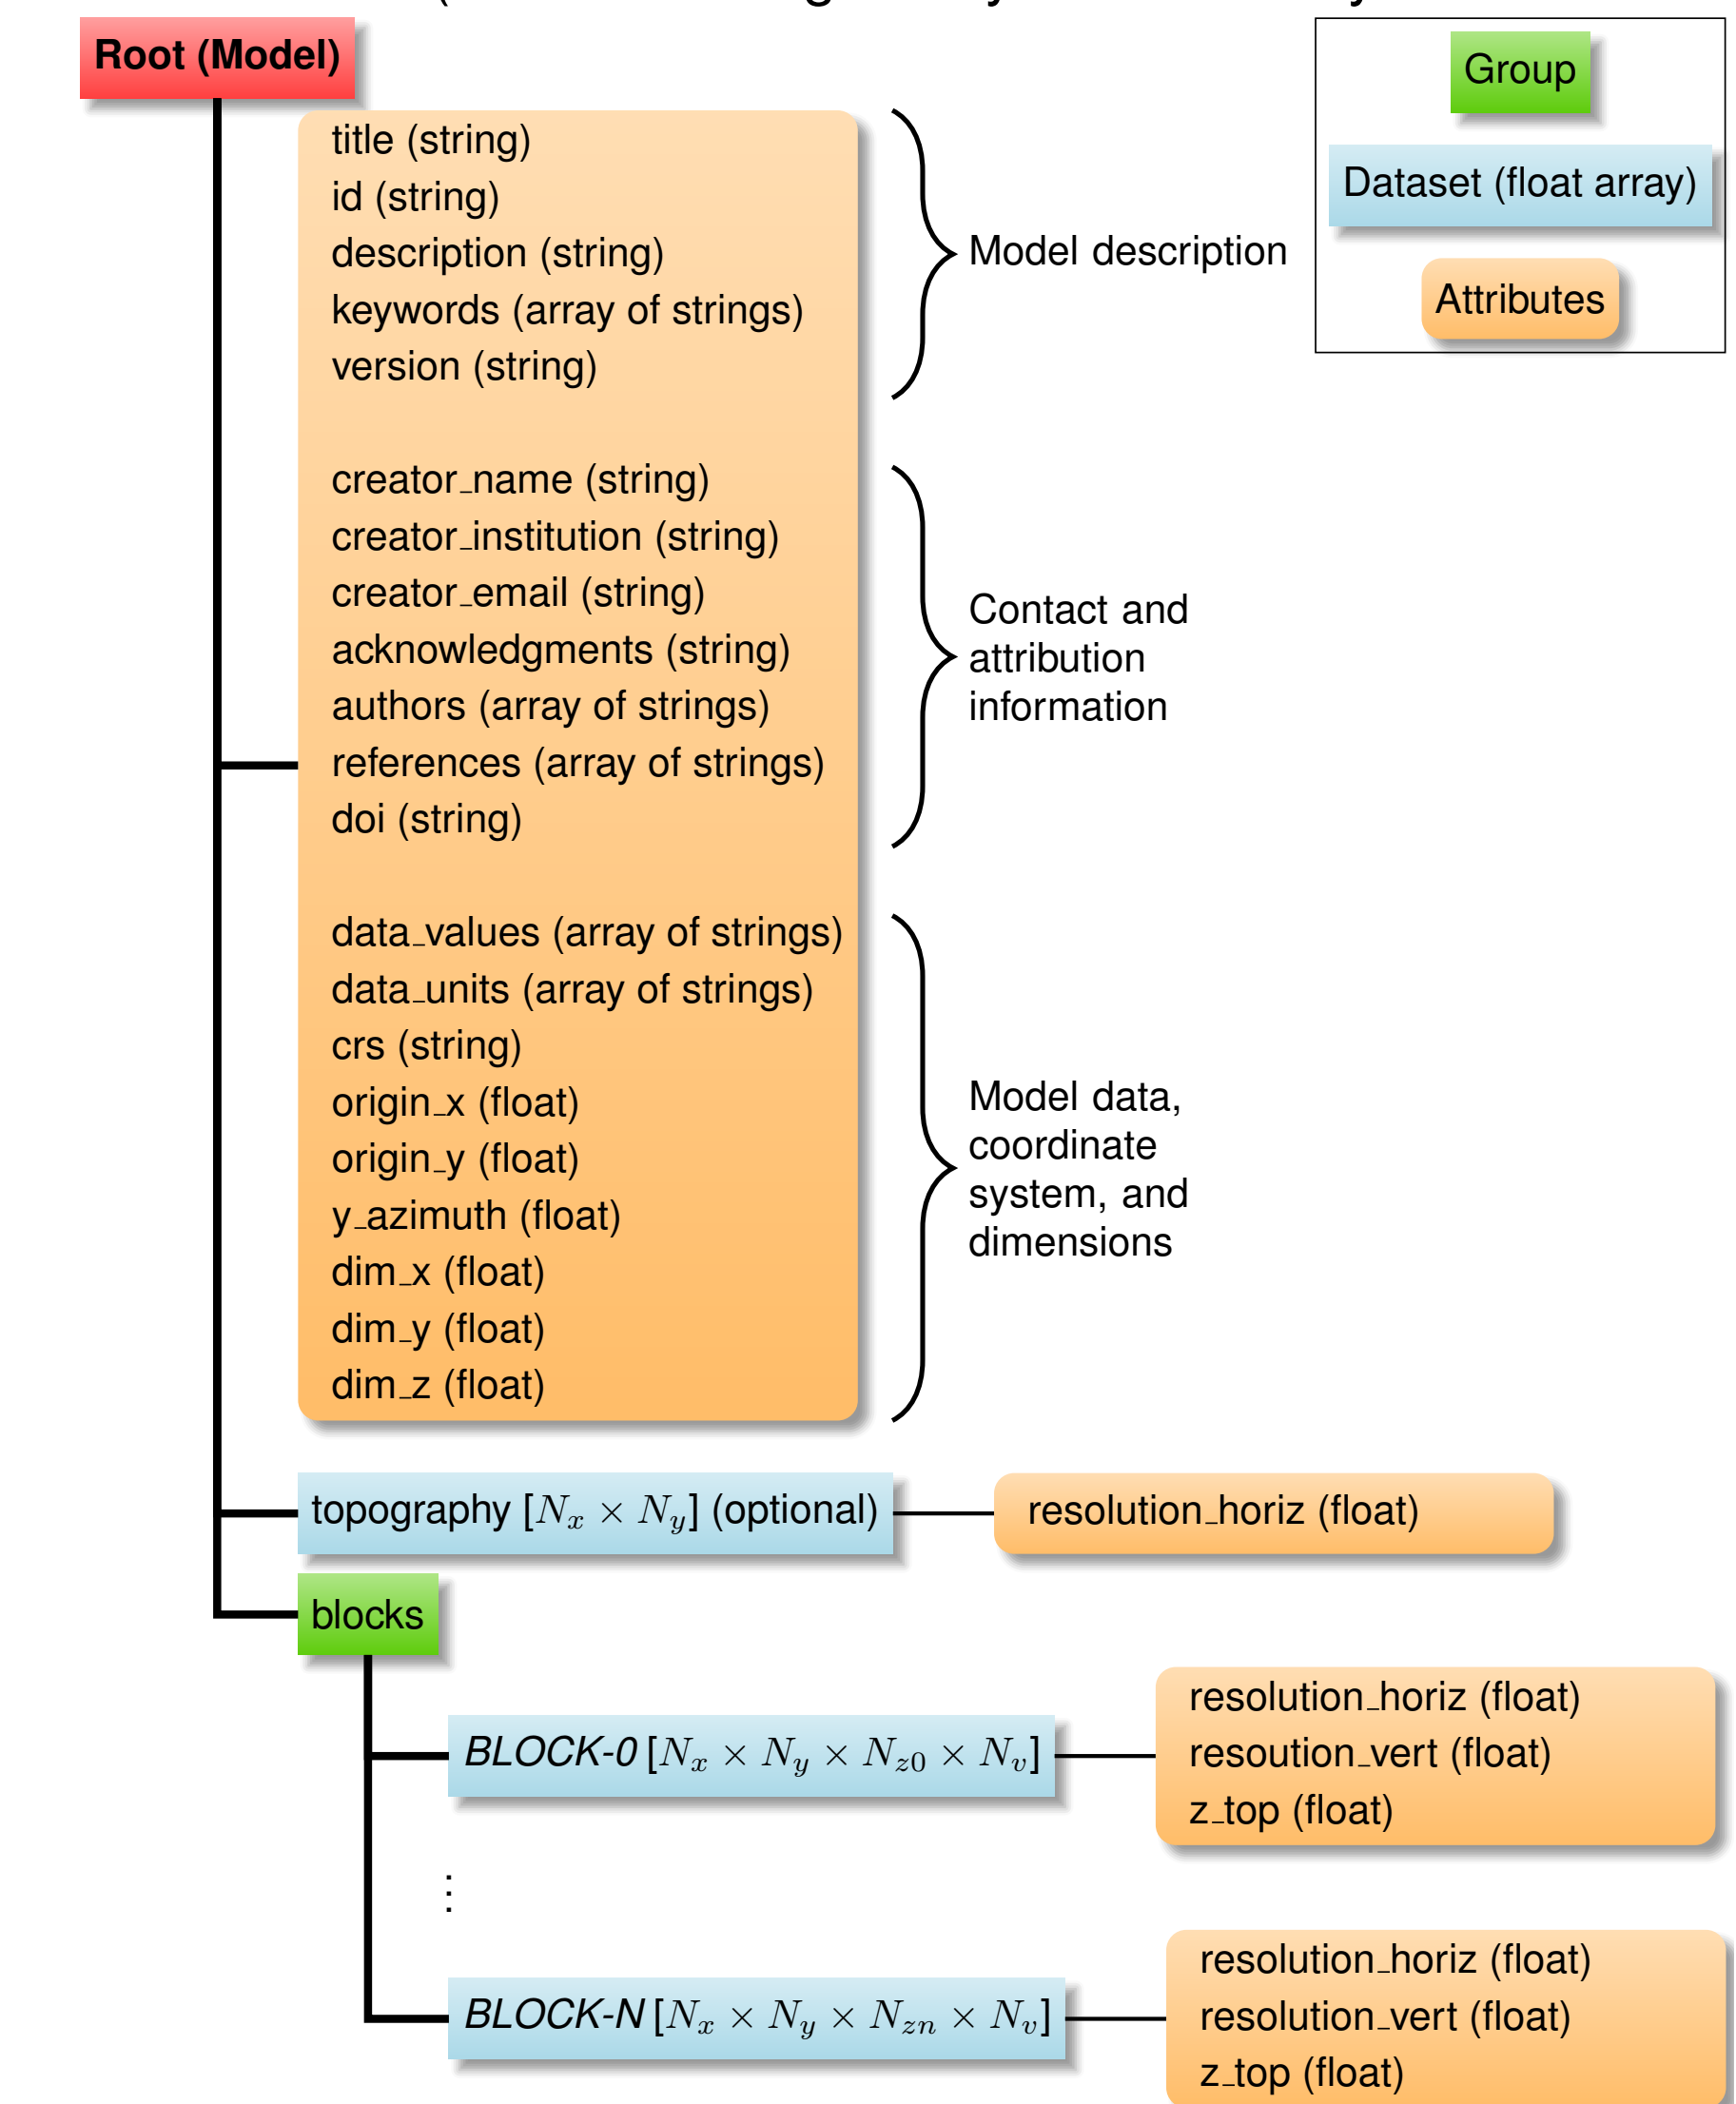 Root (Model)
Group
Dataset (float array)
Attributes
title (string)
id (string)
description (string)
keywords (array of strings)
version (string)
Model description
creator_name (string)
creator_institution (string)
creator_email (string)
acknowledgments (string)
authors (array of strings)
references (array of strings)
doi (string)
Contact and
attribution
information
data_values (array of strings)
data_units (array of strings)
crs (string)
origin_x (float)
origin_y (float)
y_azimuth (float)
dim_x (float)
dim_y (float)
dim_z (float)
Model data,
coordinate
system, and
dimensions
topography [N_x × N_y] (optional)
resolution_horiz (float)
blocks
BLOCK-0 [N_x × N_y × N_{z0} × N_v]
resolution_horiz (float)
resoution_vert (float)
z_top (float)
⋮
BLOCK-N [N_x × N_y × N_{zn} × N_v]
resolution_horiz (float)
resolution_vert (float)
z_top (float)